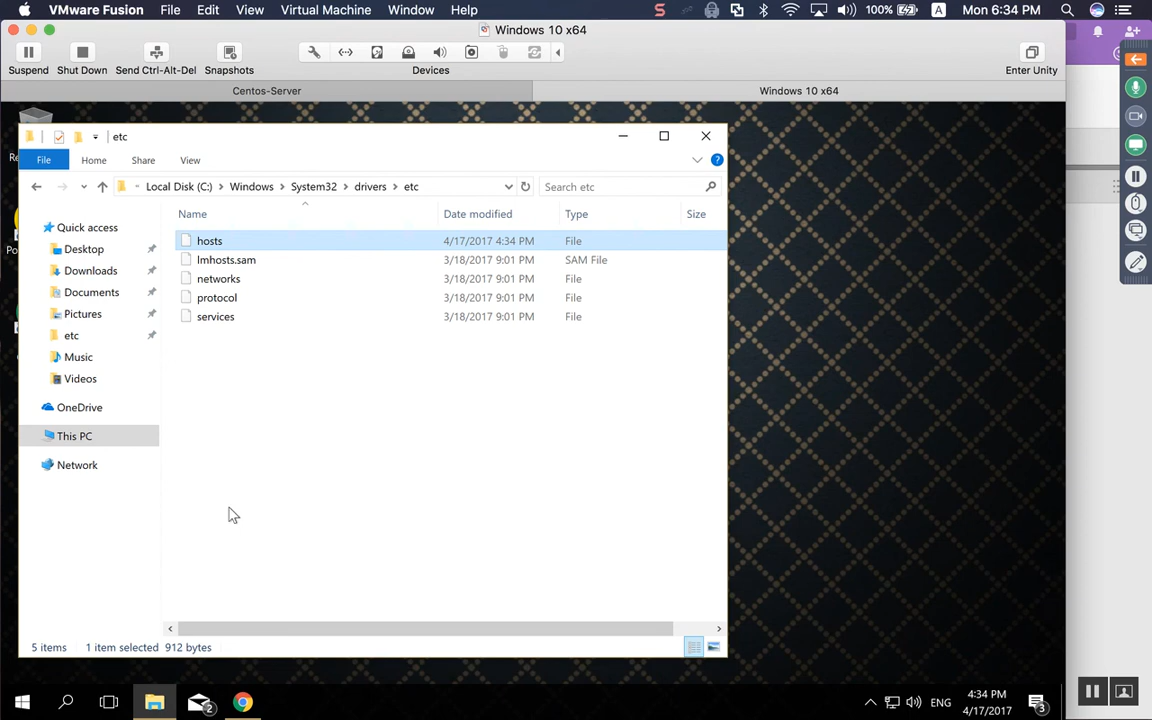 VMware Fusion File Edit View Virtual Machine Window Help 100% A Mon 6:34 PM
Windows 10 x64
Suspend Shut Down Send Ctrl-Alt-Del Snapshots Devices Enter Unity
Centos-Server Windows 10 x64
etc
File Home Share View
Local Disk (C:) Windows System32 drivers etc Search etc
Name Date modified Type Size
Quick access
Desktop
Downloads
Documents
Pictures
etc
Music
Videos
OneDrive
This PC
Network
hosts 4/17/2017 4:34 PM File
lmhosts.sam 3/18/2017 9:01 PM SAM File
networks 3/18/2017 9:01 PM File
protocol 3/18/2017 9:01 PM File
services 3/18/2017 9:01 PM File
5 items 1 item selected 912 bytes
2 ENG 4:34 PM 3
4/17/2017